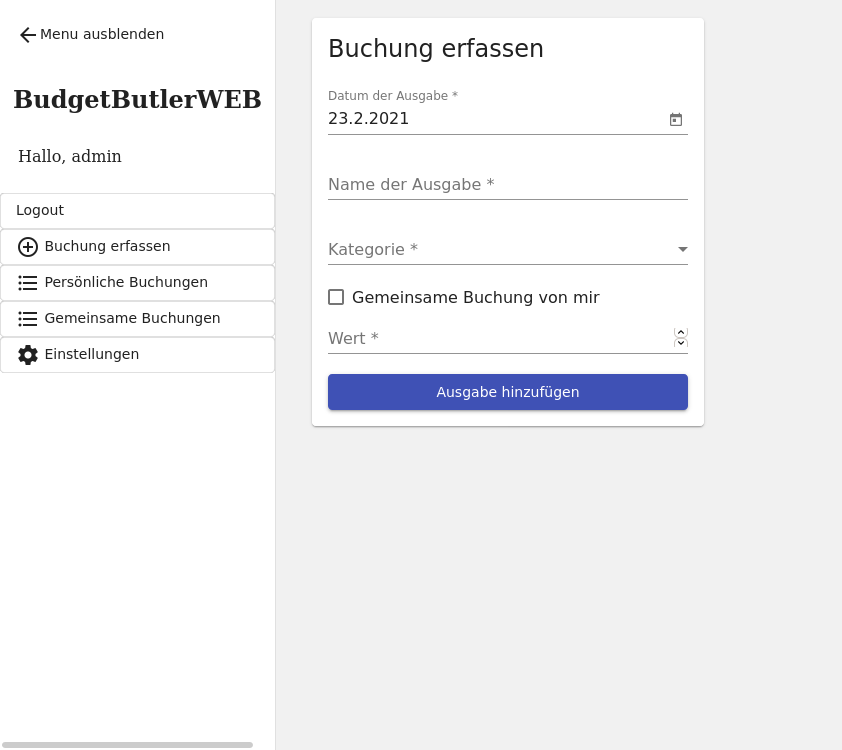 Menu ausblenden
BudgetButlerWEB
Hallo, admin
Logout
Buchung erfassen
Persönliche Buchungen
Gemeinsame Buchungen
Einstellungen
Buchung erfassen
Datum der Ausgabe *
23.2.2021
Name der Ausgabe *
Kategorie *
Gemeinsame Buchung von mir
Wert *
Ausgabe hinzufügen